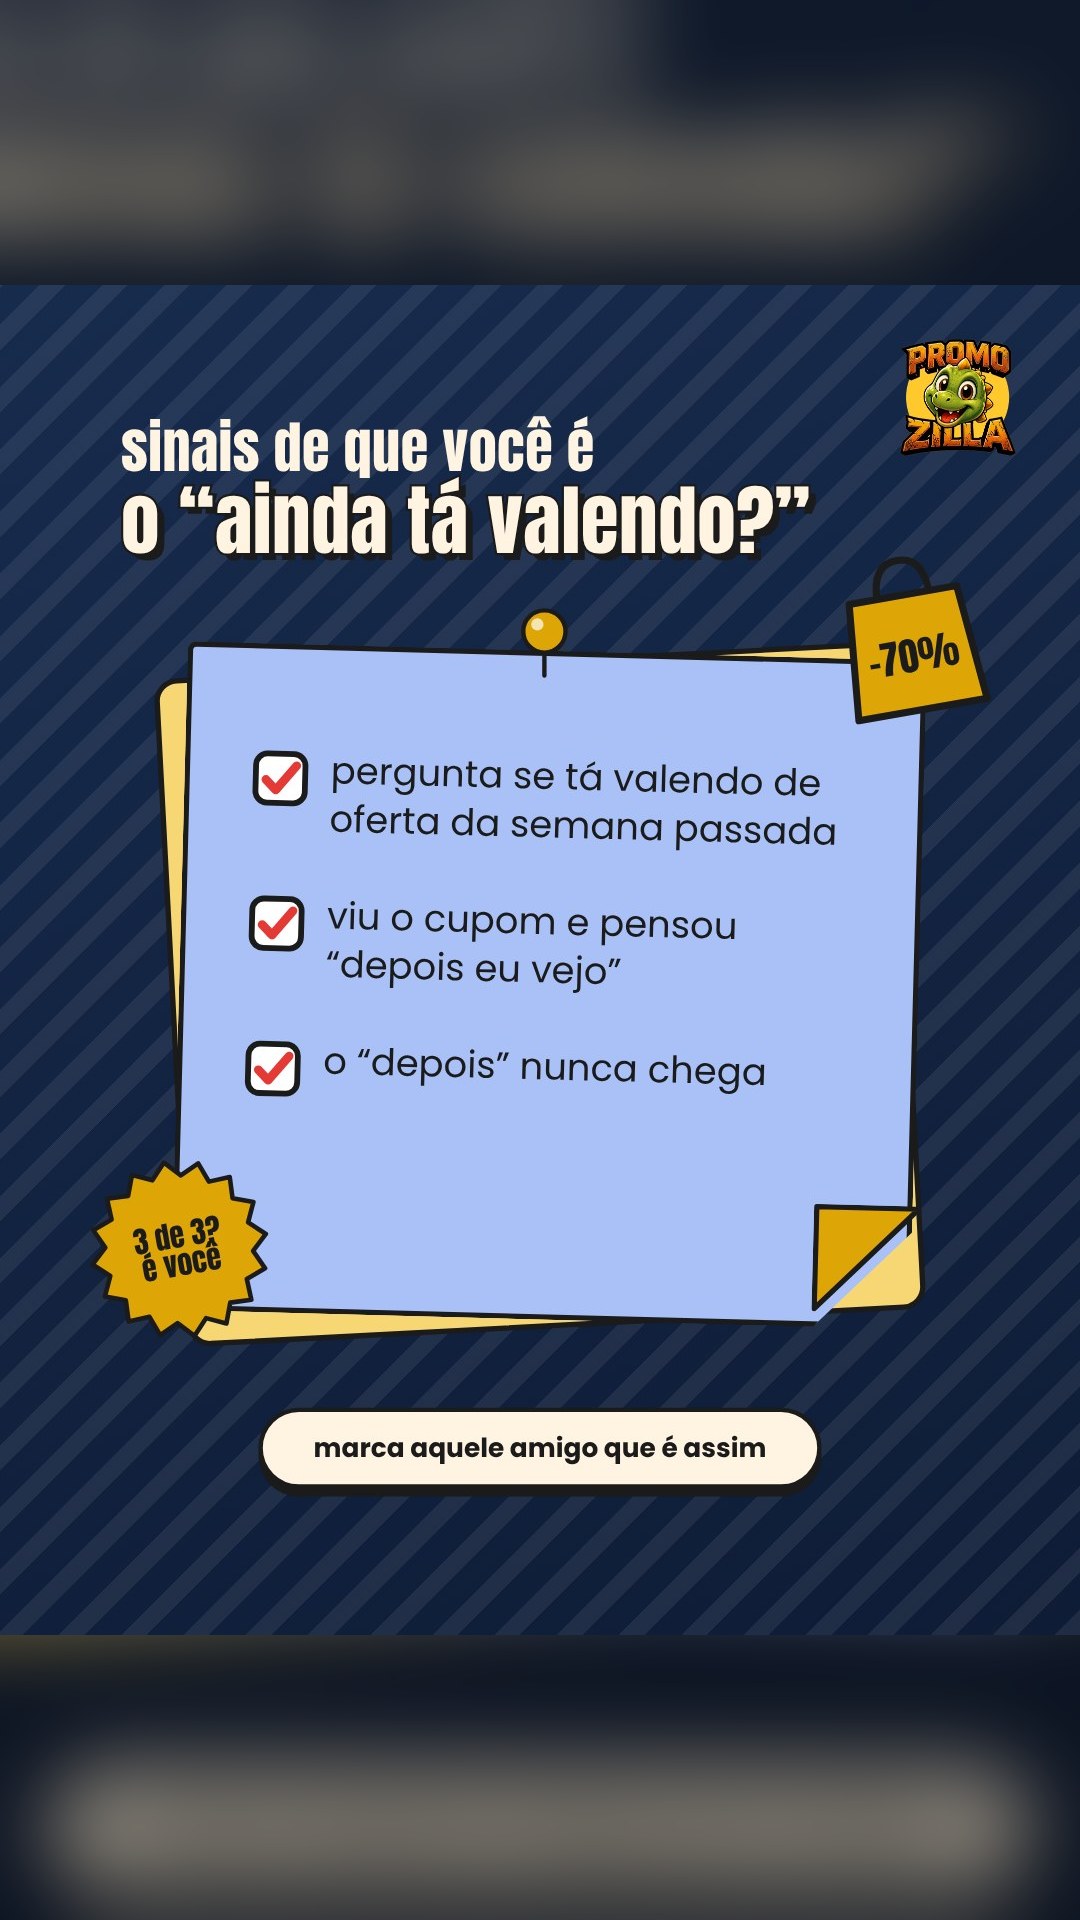 PROMO
ZILLA
sinais de que você é
o “ainda tá valendo?”
-70%
pergunta se tá valendo de
oferta da semana passada
viu o cupom e pensou
“depois eu vejo”
o “depois” nunca chega
3 de 3?
é você
marca aquele amigo que é assim